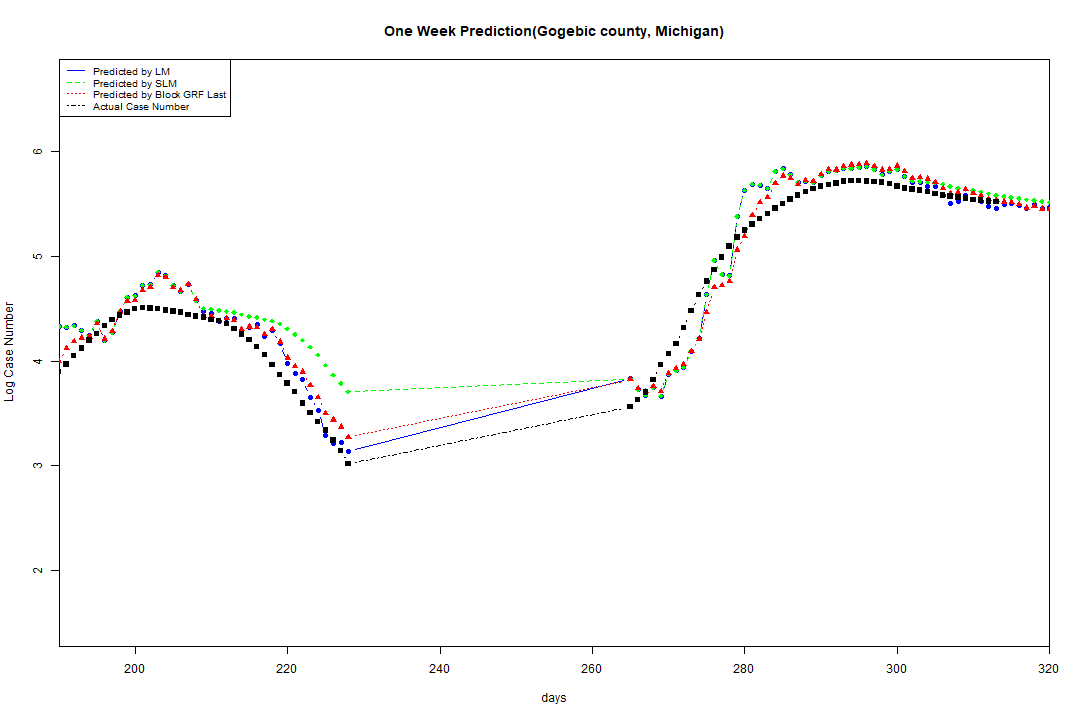 One Week Prediction(Gogebic county, Michigan)
Predicted by LM
Predicted by SLM
Predicted by Block GRF Last
Actual Case Number
6
5
4
3
2
Log Case Number
200 220 240 260 280 300 320
days